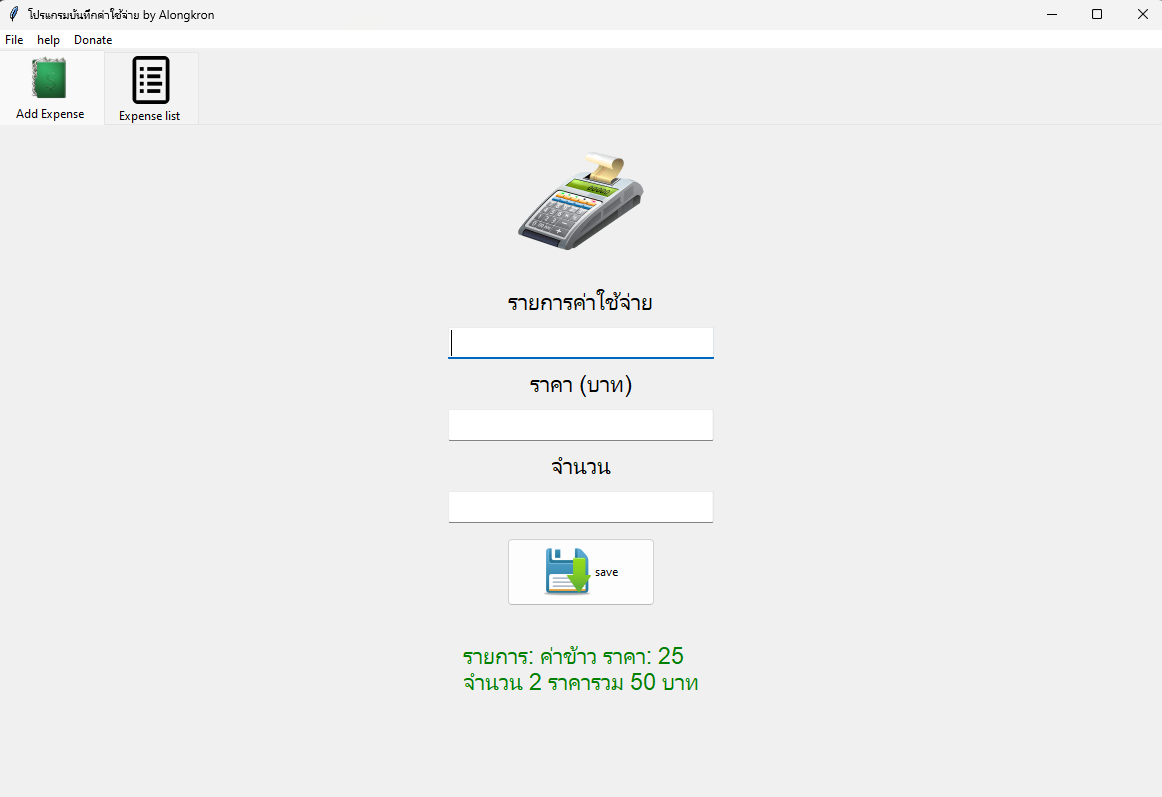 โปรแกรมบันทึกค่าใช้จ่าย by Alongkron
File help Donate
Add Expense
Expense list
รายการค่าใช้จ่าย
ราคา (บาท)
จำนวน
save
รายการ: ค่าข้าว ราคา: 25
จำนวน 2 ราคารวม 50 บาท